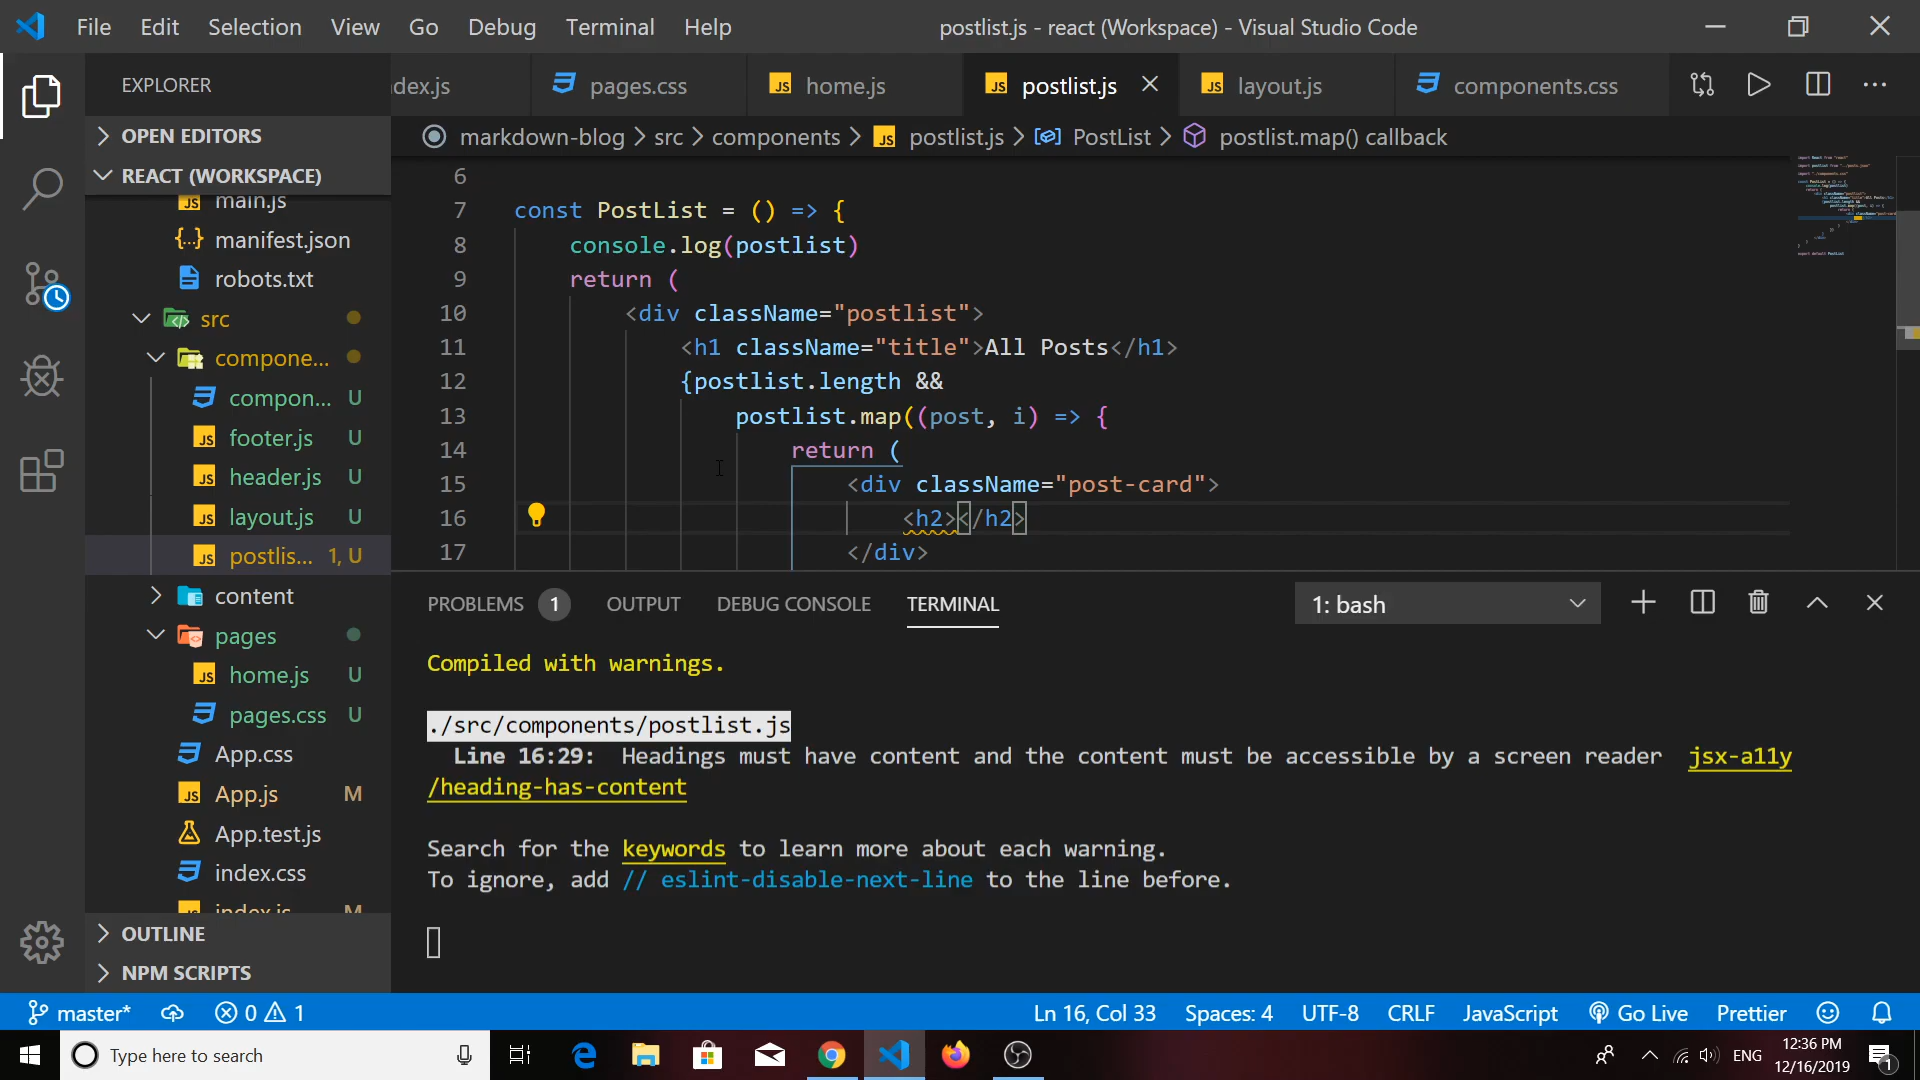 File Edit Selection View Go Debug Terminal Help
postlist.js - react (Workspace) - Visual Studio Code
EXPLORER
dex.js
pages.css
home.js
postlist.js
layout.js
components.css
OPEN EDITORS
REACT (WORKSPACE)
main.js
manifest.json
robots.txt
src
compone...
compon... U
footer.js U
header.js U
layout.js U
postlis... 1, U
content
pages
home.js U
pages.css U
App.css
App.js M
App.test.js
index.css
index.js M
OUTLINE
NPM SCRIPTS
markdown-blog > src > components > JS postlist.js > PostList > postlist.map() callback
6
7 const PostList = () => {
8 console.log(postlist)
9 return (
10 <div className="postlist">
11 <h1 className="title">All Posts</h1>
12 {postlist.length &&
13 postlist.map((post, i) => {
14 return (
15 <div className="post-card">
16 <h2></h2>
17 </div>
PROBLEMS 1 OUTPUT DEBUG CONSOLE TERMINAL
1: bash
Compiled with warnings.
./src/components/postlist.js
Line 16:29: Headings must have content and the content must be accessible by a screen reader jsx-a11y
/heading-has-content
Search for the keywords to learn more about each warning.
To ignore, add // eslint-disable-next-line to the line before.
master* 0 1
Ln 16, Col 33 Spaces: 4 UTF-8 CRLF JavaScript Go Live Prettier
Type here to search
ENG
12:36 PM
12/16/2019
1